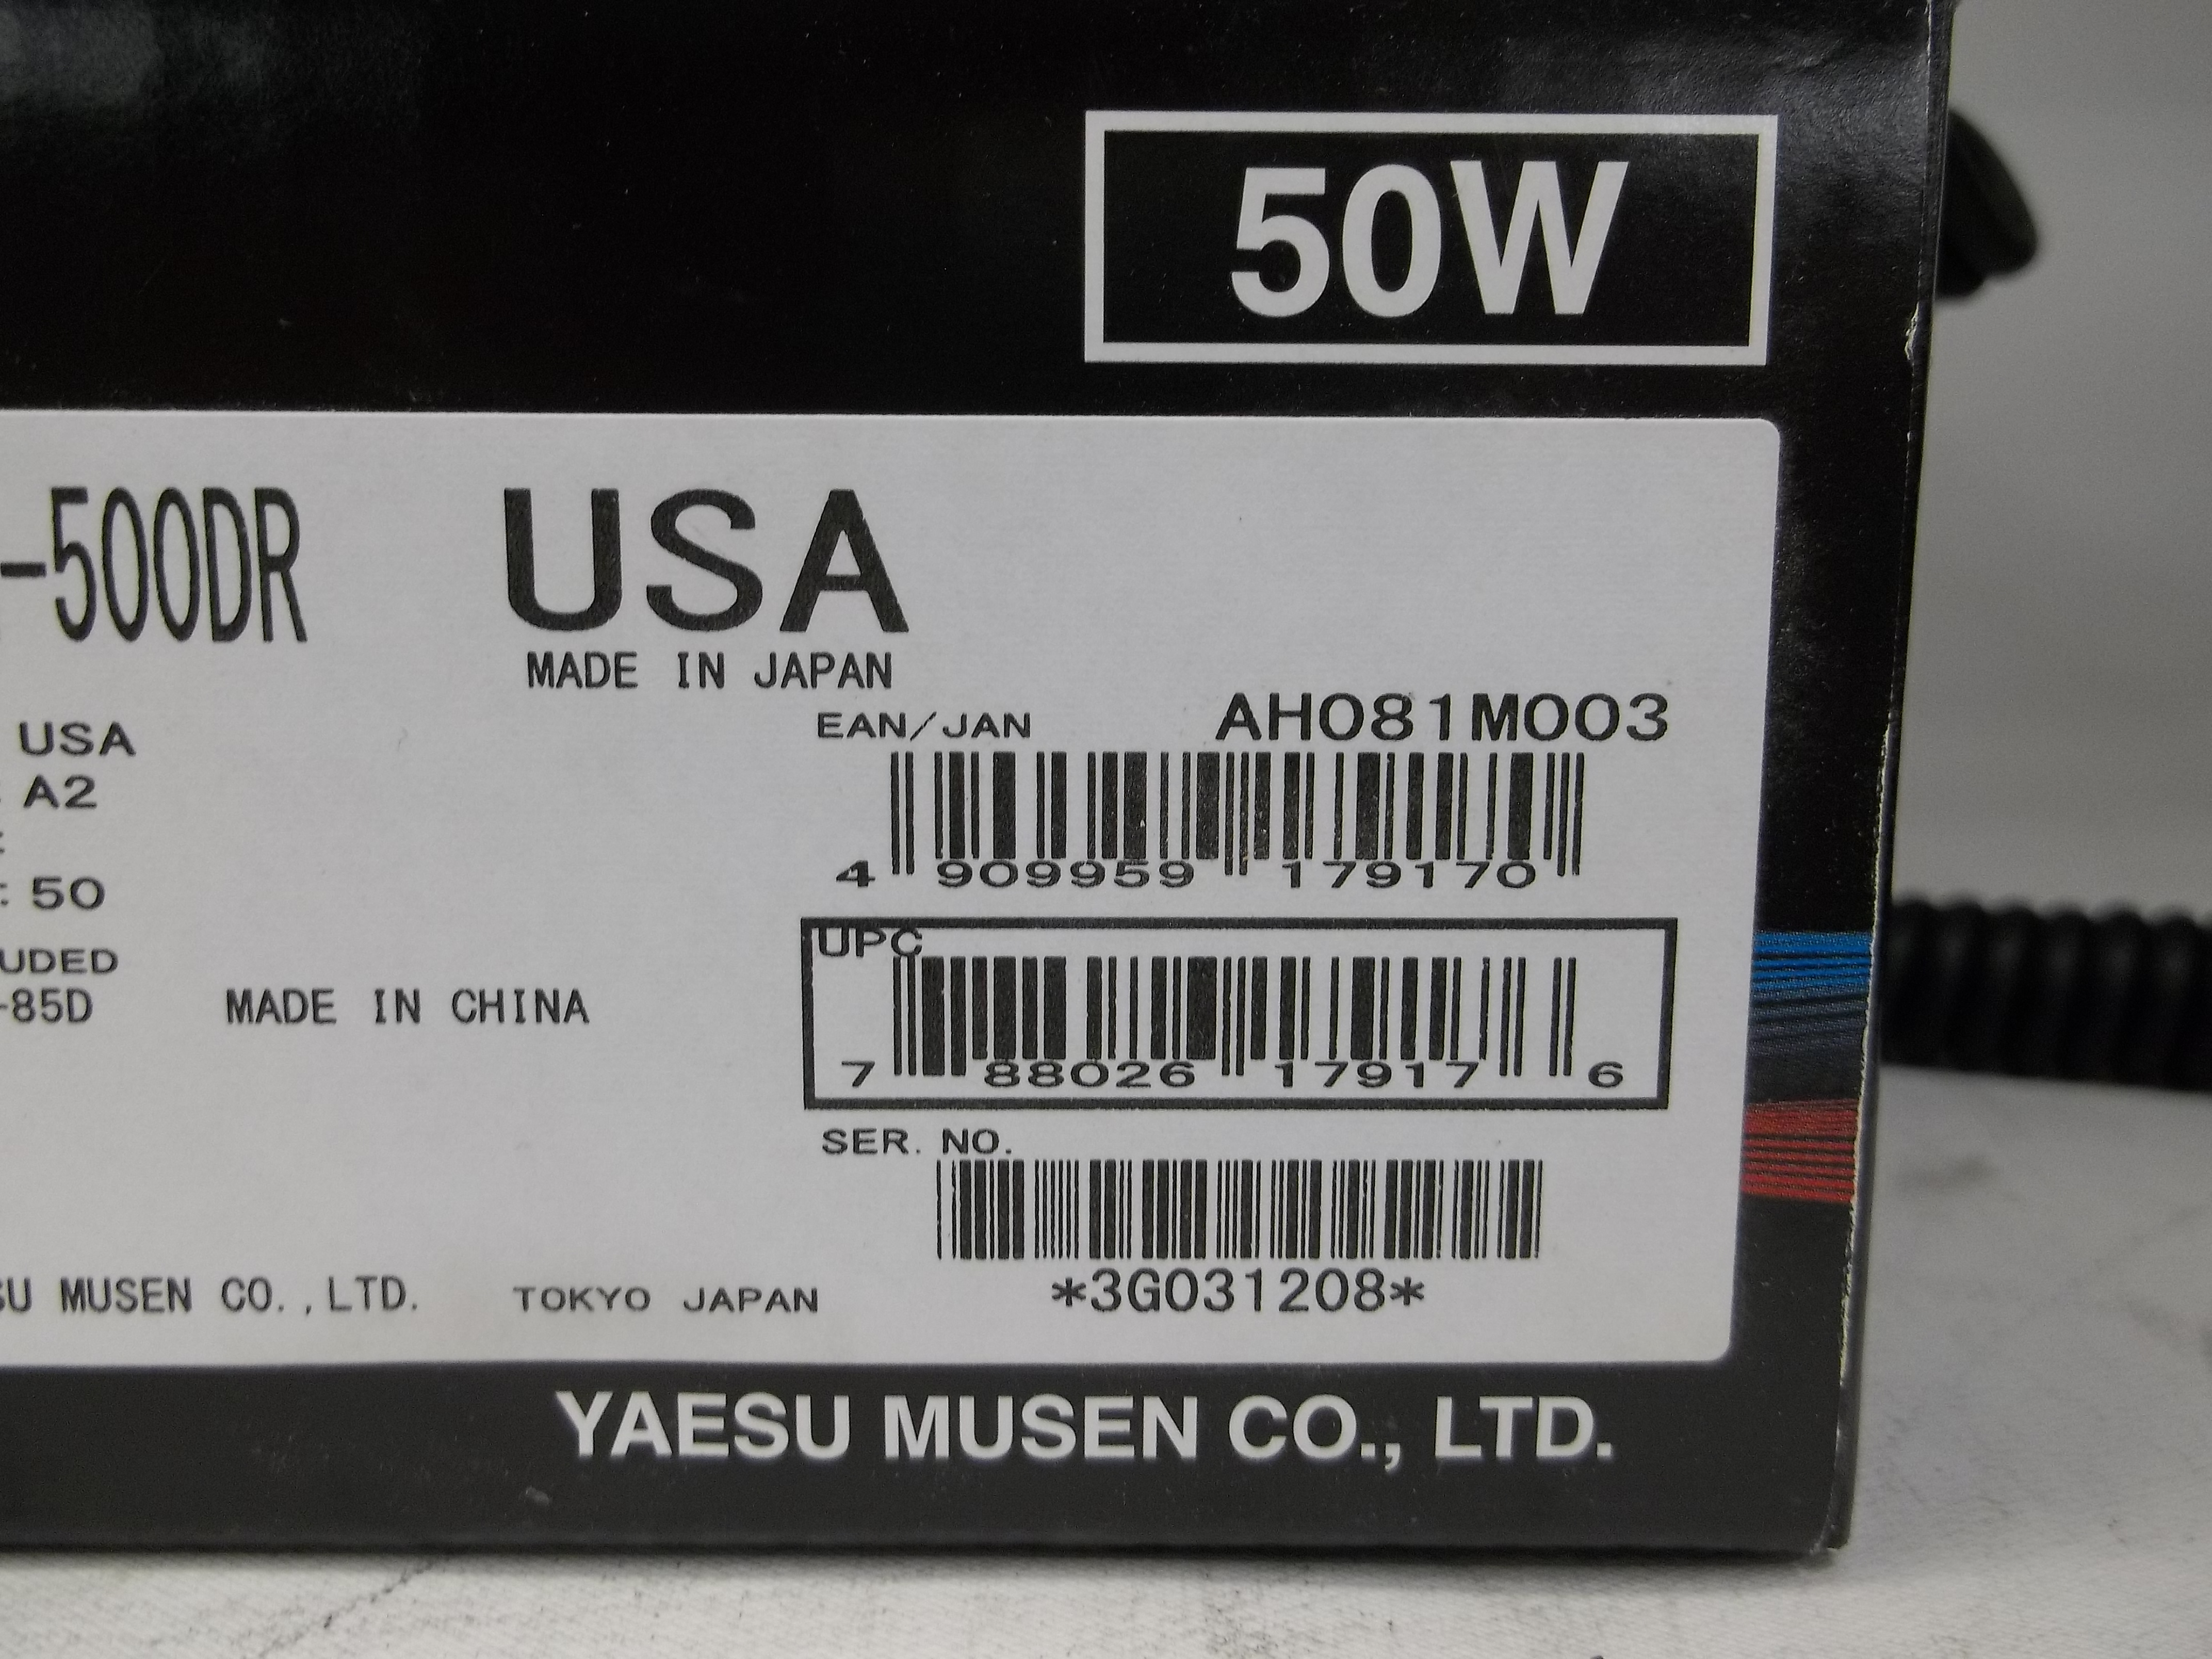 50W
-500DR
USA
MADE IN JAPAN
USA
A2
: 50
UDED
-85D
MADE IN CHINA
EAN/JAN
AH081M003
4 909959 179170
UPC
7 88026 17917 6
SER. NO.
*3G031208*
SU MUSEN CO.,LTD.
TOKYO JAPAN
YAESU MUSEN CO., LTD.